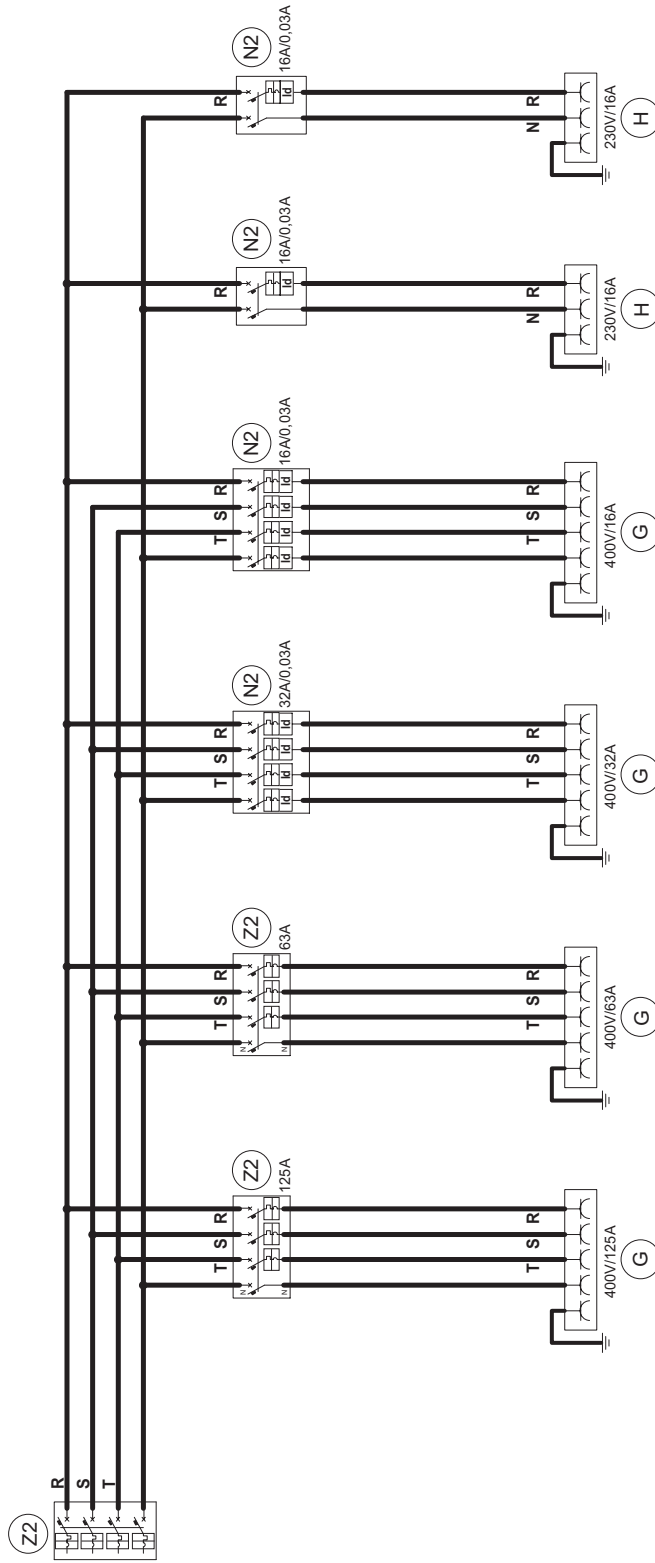 Z2
R
S
T
T S R
T S R
T S R
T S R
R
R
N
Z2
125A
N
N
Z2
63A
N
N2
32A/0,03A
Id Id Id Id
N2
16A/0,03A
Id Id Id Id
N2
16A/0,03A
Id
N2
16A/0,03A
Id
T S R
T S R
T S R
T S R
N R
N R
400V/125A
400V/63A
400V/32A
400V/16A
230V/16A
230V/16A
G
G
G
G
H
H